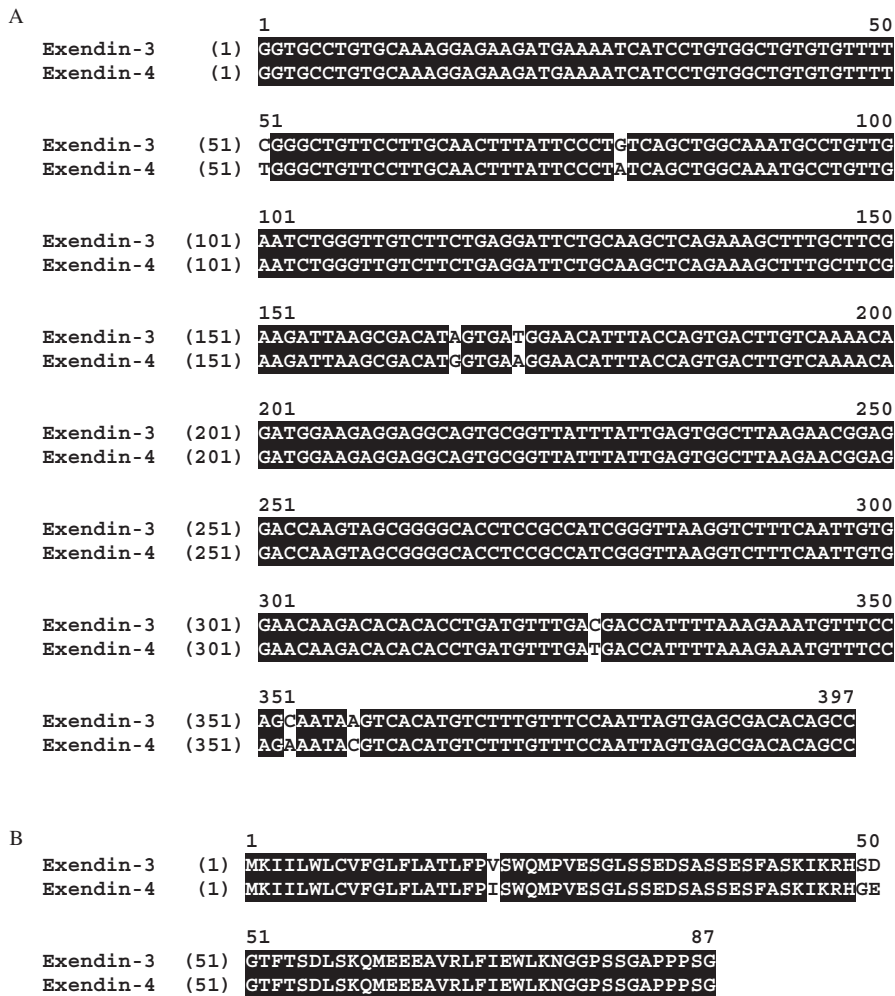 A
1 50
Exendin-3 (1) GGTGCCTGTGCAAAGGAGAAGATGAAAATCATCCTGTGGCTGTGTGTTTT
Exendin-4 (1) GGTGCCTGTGCAAAGGAGAAGATGAAAATCATCCTGTGGCTGTGTGTTTT
51 100
Exendin-3 (51) CGGGCTGTTCCTTGCAACTTTATTCCCTGTCAGCTGGCAAATGCCTGTTG
Exendin-4 (51) TGGGCTGTTCCTTGCAACTTTATTCCCTATCAGCTGGCAAATGCCTGTTG
101 150
Exendin-3 (101) AATCTGGGTTGTCTTCTGAGGATTCTGCAAGCTCAGAAAGCTTTGCTTCG
Exendin-4 (101) AATCTGGGTTGTCTTCTGAGGATTCTGCAAGCTCAGAAAGCTTTGCTTCG
151 200
Exendin-3 (151) AAGATTAAGCGACATAGTGATGGAACATTTACCAGTGACTTGTCAAAACA
Exendin-4 (151) AAGATTAAGCGACATGGTGAAGGAACATTTACCAGTGACTTGTCAAAACA
201 250
Exendin-3 (201) GATGGAAGAGGAGGCAGTGCGGTTATTTATTGAGTGGCTTAAGAACGGAG
Exendin-4 (201) GATGGAAGAGGAGGCAGTGCGGTTATTTATTGAGTGGCTTAAGAACGGAG
251 300
Exendin-3 (251) GACCAAGTAGCGGGGCACCTCCGCCATCGGGTTAAGGTCTTTCAATTGTG
Exendin-4 (251) GACCAAGTAGCGGGGCACCTCCGCCATCGGGTTAAGGTCTTTCAATTGTG
301 350
Exendin-3 (301) GAACAAGACACACACCTGATGTTTGACGACCATTTTAAAGAAATGTTTCC
Exendin-4 (301) GAACAAGACACACACCTGATGTTTGATGACCATTTTAAAGAAATGTTTCC
351 397
Exendin-3 (351) AGCAATAAGTCACATGTCTTTGTTTCCAATTAGTGAGCGACACAGCC
Exendin-4 (351) AGAAATACGTCACATGTCTTTGTTTCCAATTAGTGAGCGACACAGCC
B
1 50
Exendin-3 (1) MKIILWLCVFGLFLATLFPVSWQMPVESGLSSEDSASSESFASKIKRHSD
Exendin-4 (1) MKIILWLCVFGLFLATLFPISWQMPVESGLSSEDSASSESFASKIKRHGE
51 87
Exendin-3 (51) GTFTSDLSKQMEEEAVRLFIEWLKNGGPSSGAPPPSG
Exendin-4 (51) GTFTSDLSKQMEEEAVRLFIEWLKNGGPSSGAPPPSG